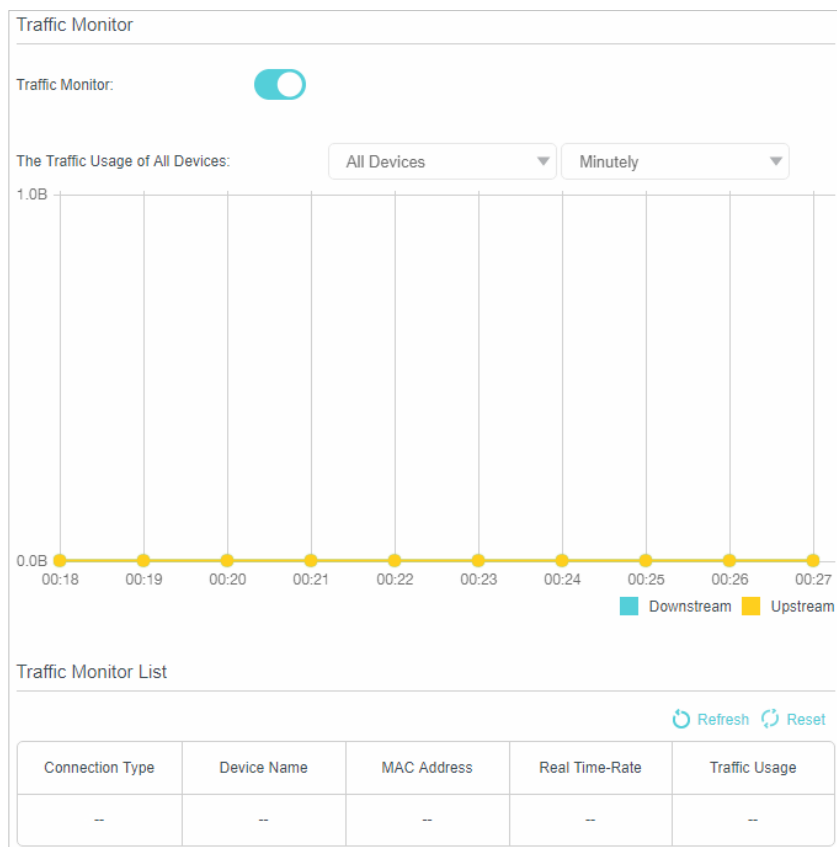 Traffic Monitor
Traffic Monitor:
The Traffic Usage of All Devices: All Devices Minutely
1.0B
0.0B
00:18 00:19 00:20 00:21 00:22 00:23 00:24 00:25 00:26 00:27
Downstream Upstream
Traffic Monitor List
Refresh Reset
Connection Type Device Name MAC Address Real Time-Rate Traffic Usage
-- -- -- -- --